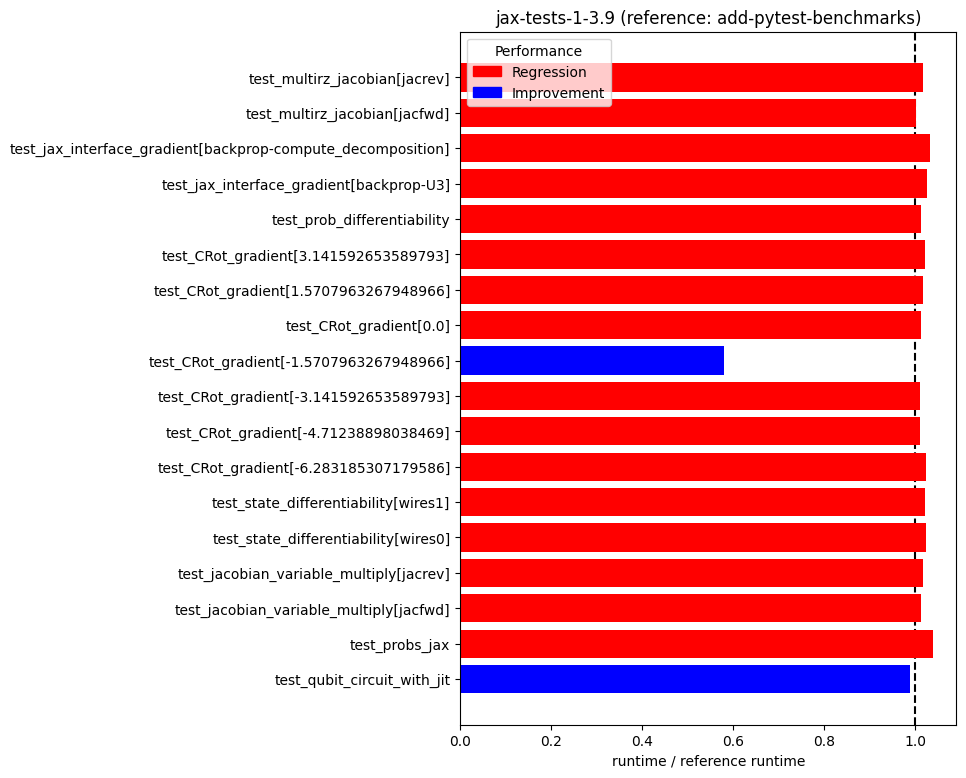 jax-tests-1-3.9 (reference: add-pytest-benchmarks)
Performance
Regression
Improvement
test_multirz_jacobian[jacrev]
test_multirz_jacobian[jacfwd]
test_jax_interface_gradient[backprop-compute_decomposition]
test_jax_interface_gradient[backprop-U3]
test_prob_differentiability
test_CRot_gradient[3.141592653589793]
test_CRot_gradient[1.5707963267948966]
test_CRot_gradient[0.0]
test_CRot_gradient[-1.5707963267948966]
test_CRot_gradient[-3.141592653589793]
test_CRot_gradient[-4.71238898038469]
test_CRot_gradient[-6.283185307179586]
test_state_differentiability[wires1]
test_state_differentiability[wires0]
test_jacobian_variable_multiply[jacrev]
test_jacobian_variable_multiply[jacfwd]
test_probs_jax
test_qubit_circuit_with_jit
0.0 0.2 0.4 0.6 0.8 1.0
runtime / reference runtime